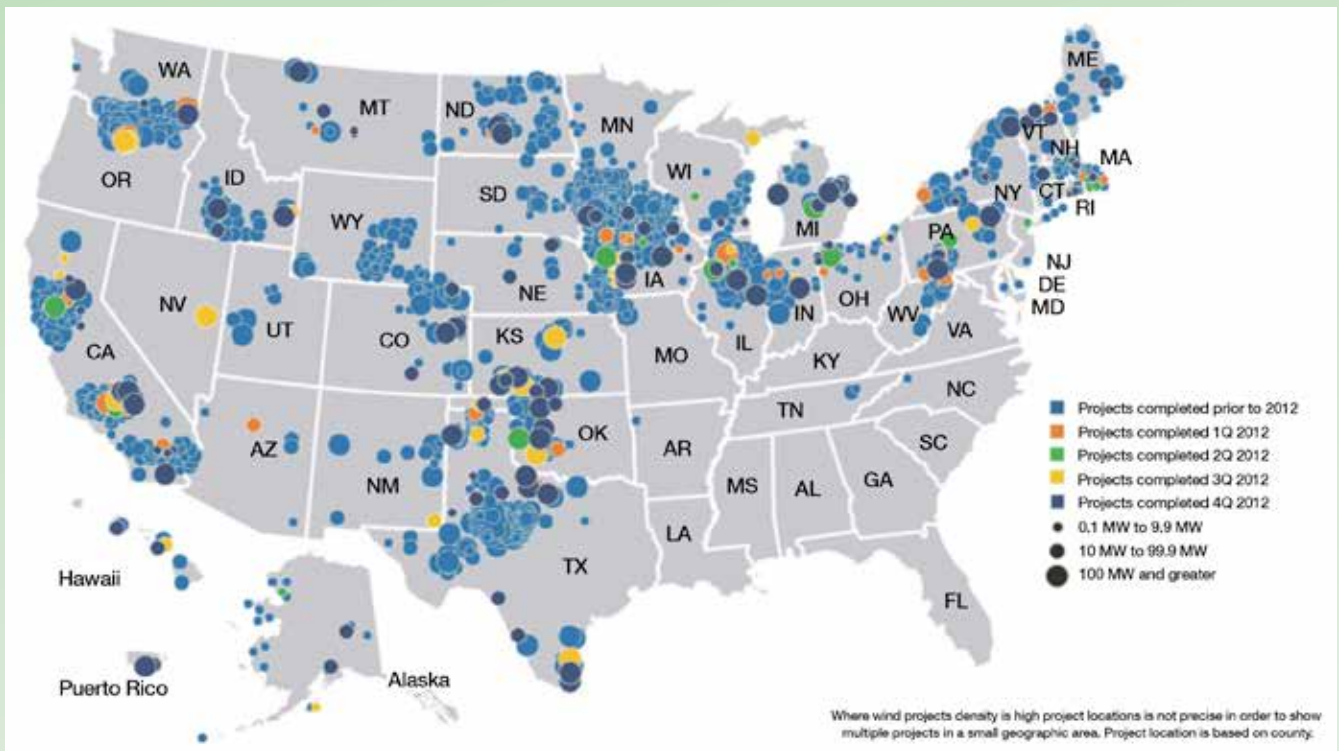 WA
MT
ND
MN
ME
VT
NH
MA
OR
ID
SD
WI
NY
CT
RI
WY
MI
PA
NJ
DE
MD
NV
NE
IA
OH
IN
WV
UT
CO
KS
IL
VA
CA
MO
KY
NC
TN
AZ
NM
OK
AR
SC
MS
AL
GA
LA
TX
FL
Hawaii
Puerto Rico
Alaska
Projects completed prior to 2012
Projects completed 1Q 2012
Projects completed 2Q 2012
Projects completed 3Q 2012
Projects completed 4Q 2012
0.1 MW to 9.9 MW
10 MW to 99.9 MW
100 MW and greater
Where wind projects density is high project locations is not precise in order to show
multiple projects in a small geographic area. Project location is based on county.